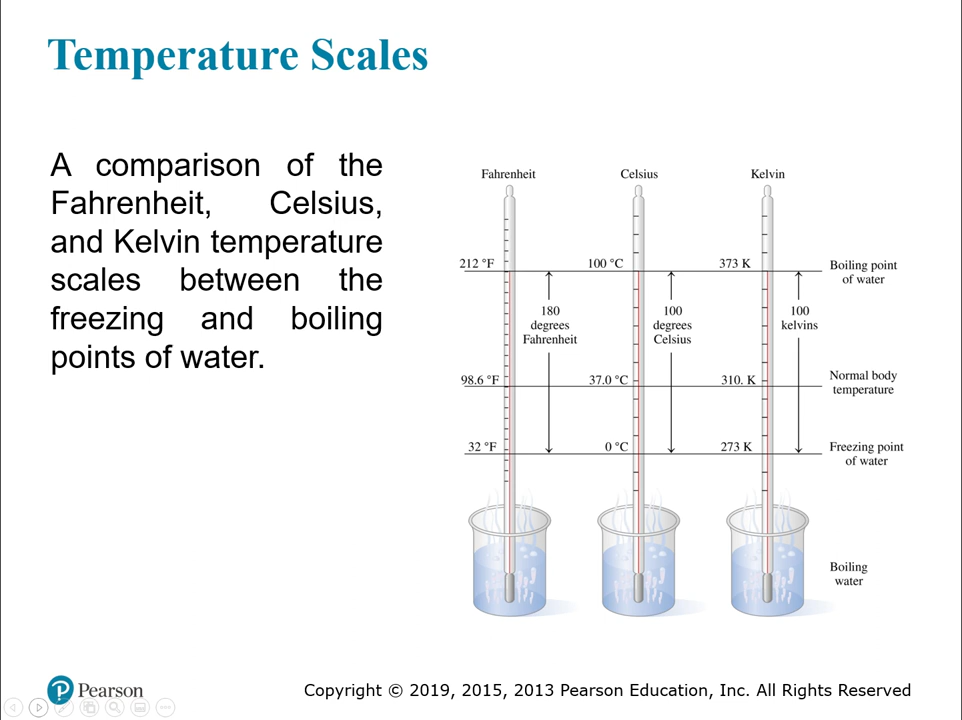 Temperature Scales
A comparison of the
Fahrenheit, Celsius,
and Kelvin temperature
scales between the
freezing and boiling
points of water.
Fahrenheit Celsius Kelvin
212 °F 100 °C 373 K Boiling point
of water
180
degrees
Fahrenheit
100
degrees
Celsius
100
kelvins
98.6 °F 37.0 °C 310. K Normal body
temperature
32 °F 0 °C 273 K Freezing point
of water
Boiling
water
P Pearson
Copyright © 2019, 2015, 2013 Pearson Education, Inc. All Rights Reserved